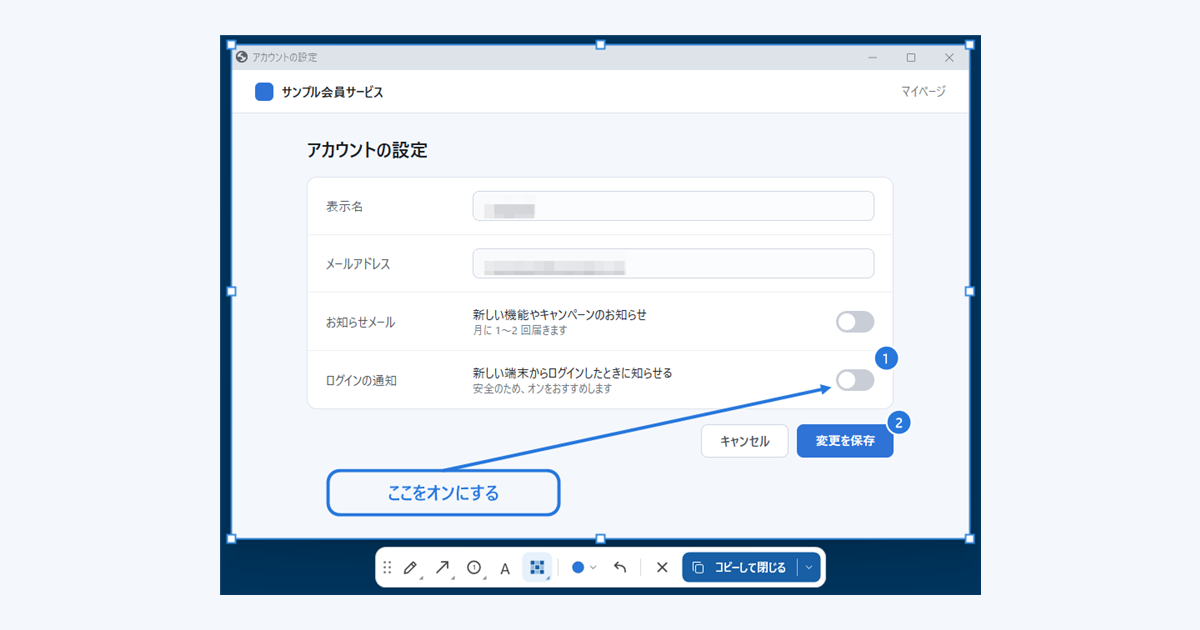 アカウントの設定
サンプル会員サービス
マイページ
アカウントの設定
表示名
メールアドレス
お知らせメール
新しい機能やキャンペーンのお知らせ
月に 1～2 回届きます
1
ログインの通知
新しい端末からログインしたときに知らせる
安全のため、オンをおすすめします
2
キャンセル
変更を保存
ここをオンにする
1
A
コピーして閉じる